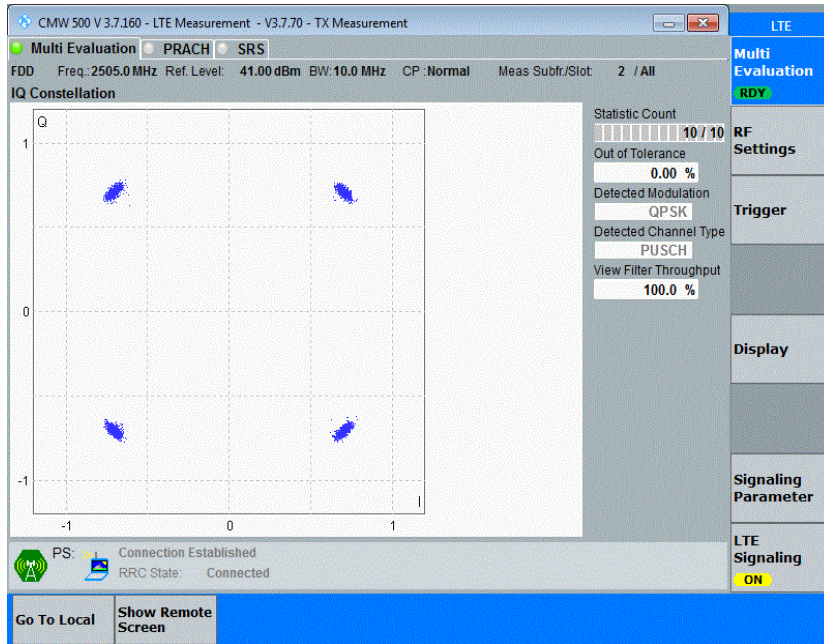 CMW 500 V 3.7.160 - LTE Measurement - V3.7.70 - TX Measurement
LTE
Multi Evaluation PRACH SRS
Multi
Evaluation
RDY
FDD Freq.: 2505.0 MHz Ref. Level: 41.00 dBm BW: 10.0 MHz CP : Normal Meas Subfr./Slot: 2 / All
IQ Constellation
Q
1
0
-1
-1
0
1
I
Statistic Count
10 / 10
Out of Tolerance
0.00 %
Detected Modulation
QPSK
Detected Channel Type
PUSCH
View Filter Throughput
100.0 %
RF
Settings
Trigger
Display
Signaling
Parameter
LTE
Signaling
ON
PS: Connection Established
RRC State: Connected
Go To Local
Show Remote
Screen